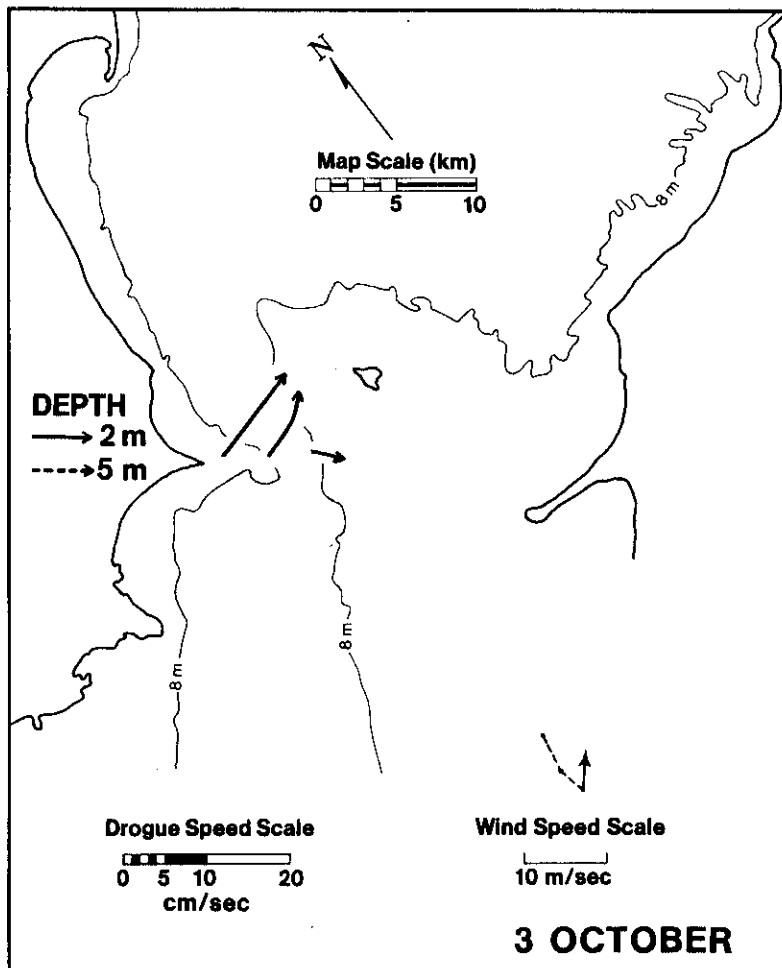 N
Map Scale (km)
0 5 10
8 m
DEPTH
2 m
5 m
8 m
8 m
Drogue Speed Scale
0 5 10 20
cm/sec
Wind Speed Scale
10 m/sec
3 OCTOBER